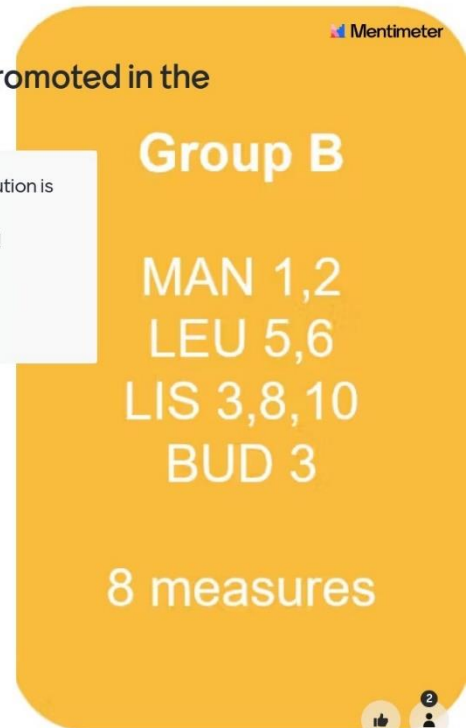 Mentimeter
romoted in the
Group B
ution is
MAN 1,2
LEU 5,6
LIS 3,8,10
BUD 3
8 measures
2